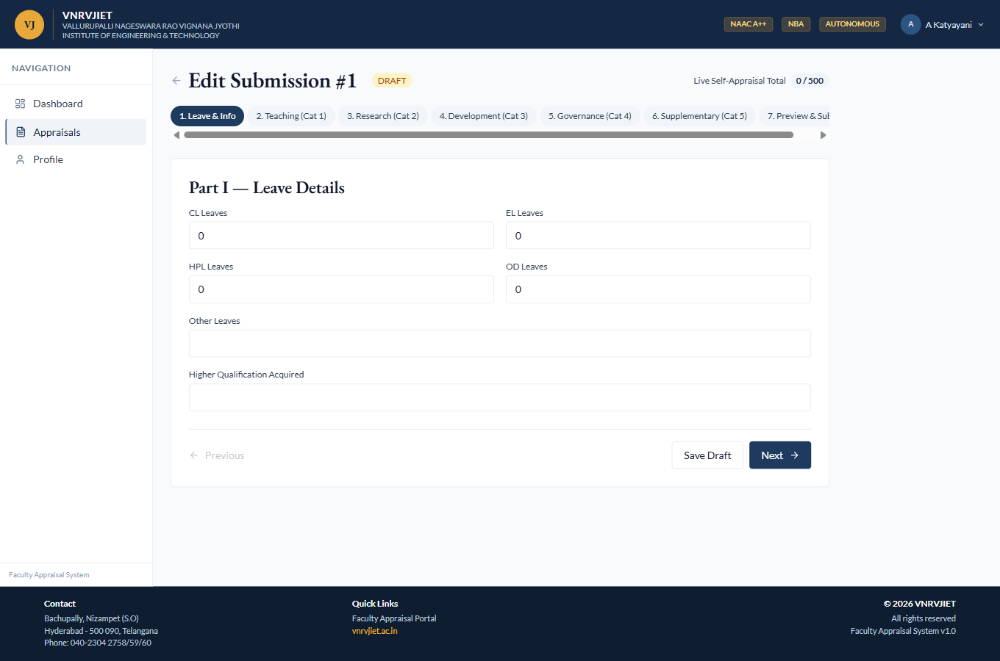 VJ
VNRVJIET
VALLURUPALLI NAGESWARA RAO VIGNANA JYOTHI
INSTITUTE OF ENGINEERING & TECHNOLOGY
NAAC A++
NBA
AUTONOMOUS
A
A Katyayani
NAVIGATION
Dashboard
Appraisals
Profile
Faculty Appraisal System
Edit Submission #1
DRAFT
Live Self-Appraisal Total
0 / 500
1. Leave & Info
2. Teaching (Cat 1)
3. Research (Cat 2)
4. Development (Cat 3)
5. Governance (Cat 4)
6. Supplementary (Cat 5)
7. Preview & Sub
Part I — Leave Details
CL Leaves
EL Leaves
0
0
HPL Leaves
OD Leaves
0
0
Other Leaves
Higher Qualification Acquired
Previous
Save Draft
Next
Contact
Bachupally, Nizampet (S.O)
Hyderabad - 500 090, Telangana
Phone: 040-2304 2758/59/60
Quick Links
Faculty Appraisal Portal
vnrvjiet.ac.in
© 2026 VNRVJIET
All rights reserved
Faculty Appraisal System v1.0